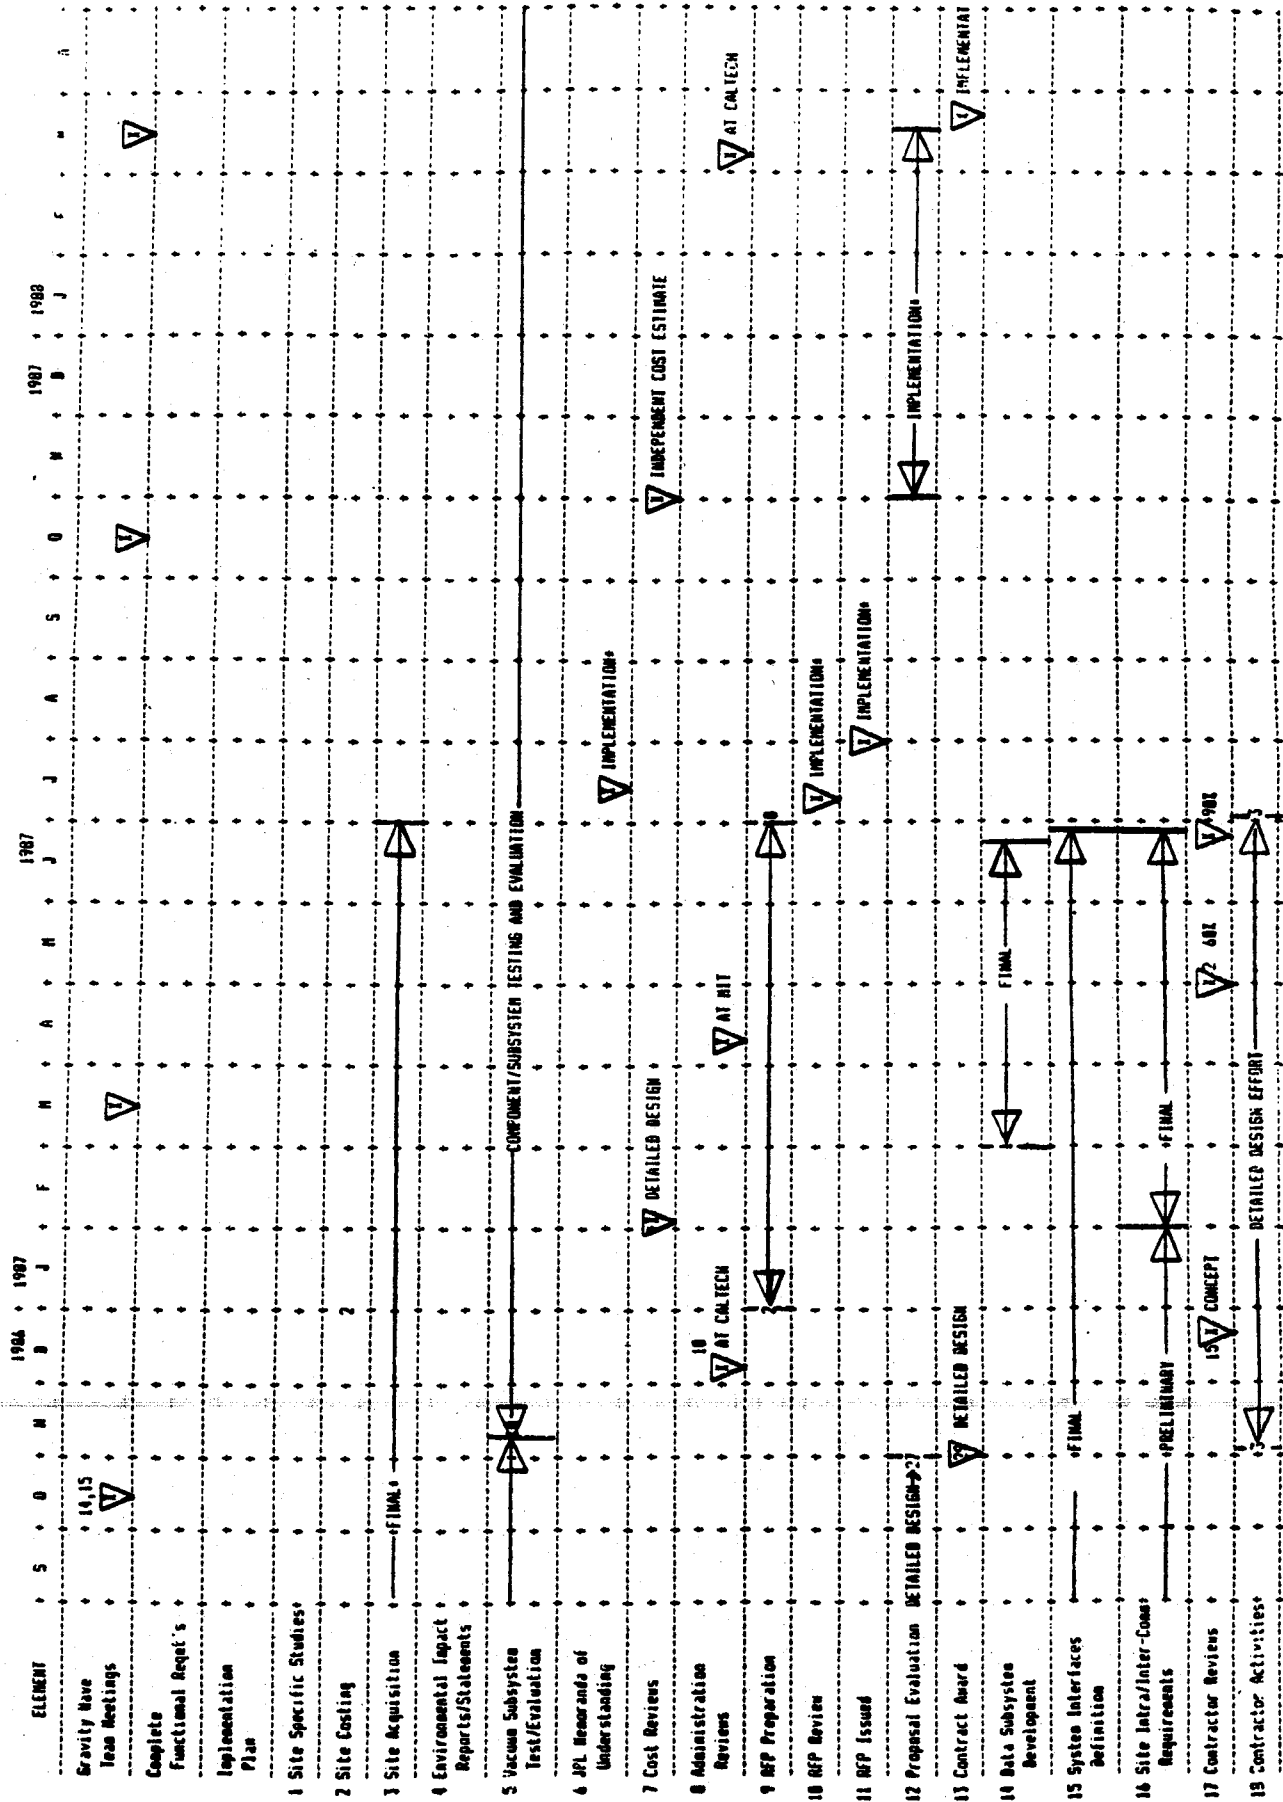 1986 + 1987
1987
1987 + 1988
ELEMENT S O N D J F M A M J J A S O N D J F M A
Gravity Wave
Team Meetings
14,15
Complete
Functional Reqmt's
Implementation
Plan
1 Site Specific Studies+
2 Site Costing
2
3 Site Acquisition
+FINAL+
4 Environmental Impact
Reports/Statements
5 Vacuum Subsystem
Test/Evaluation
COMPONENT/SUBSYSTEM TESTING AND EVALUATION
6 JPL Memoranda of
Understanding
IMPLEMENTATION+
7 Cost Reviews
DETAILED DESIGN
INDEPENDENT COST ESTIMATE
8 Administration
Reviews
10
AT CALTECH
AT MIT
AT CALTECH
9 RFP Preparation
10 RFP Review
IMPLEMENTATION+
11 RFP Issued
IMPLEMENTATION+
12 Proposal Evaluation
DETAILED DESIGN→27
IMPLEMENTATION+
13 Contract Award
29
DETAILED DESIGN
IMPLEMENTAT
14 Data Subsystem
Development
FINAL
15 System Interfaces
Definition
+FINAL
16 Site Intra/Inter-Comm+
Requirements
+PRELIMINARY
+FINAL
17 Contractor Reviews
15
CONCEPT
2 60%
90%
18 Contractor Activities+
DETAILED DESIGN EFFORT